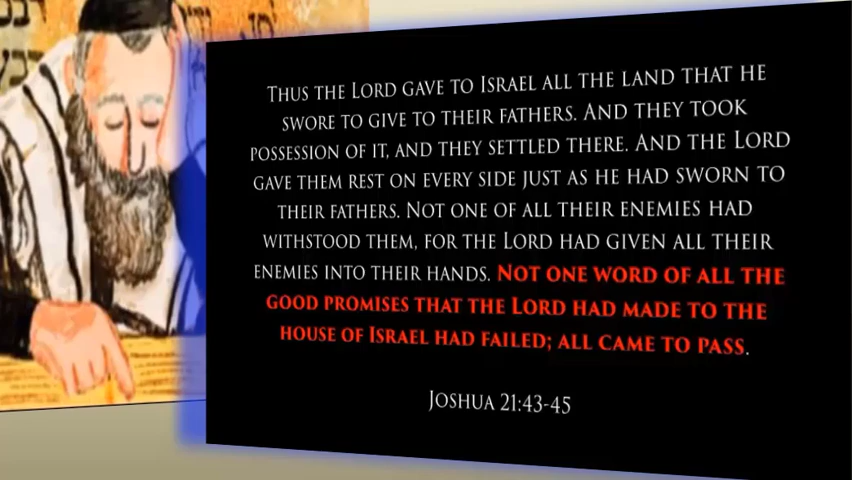 Thus the Lord gave to Israel all the land that he
swore to give to their fathers. And they took
possession of it, and they settled there. And the Lord
gave them rest on every side just as he had sworn to
their fathers. Not one of all their enemies had
withstood them, for the Lord had given all their
enemies into their hands. Not one word of all the
good promises that the Lord had made to the
house of Israel had failed; all came to pass.
Joshua 21:43-45